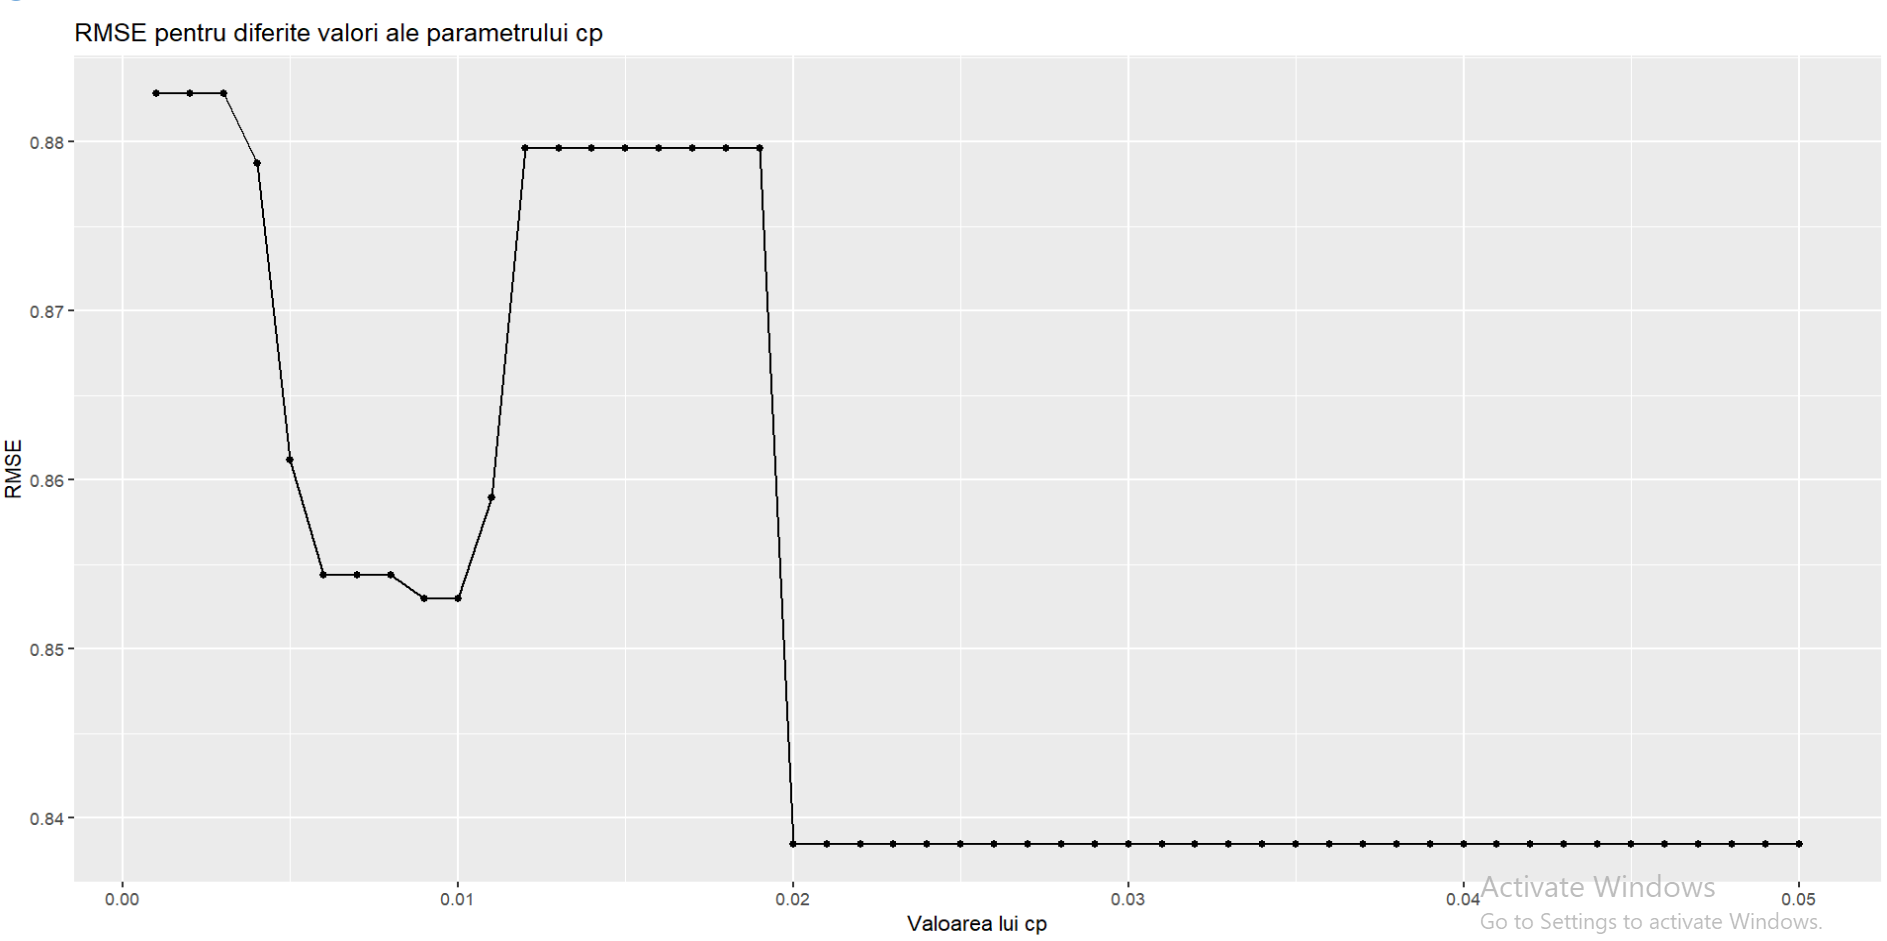 RMSE pentru diferite valori ale parametrului cp
RMSE
0.88
0.87
0.86
0.85
0.84
0.00 0.01 0.02 0.03 0.04 0.05
Valoarea lui cp
Activate Windows
Go to Settings to activate Windows.